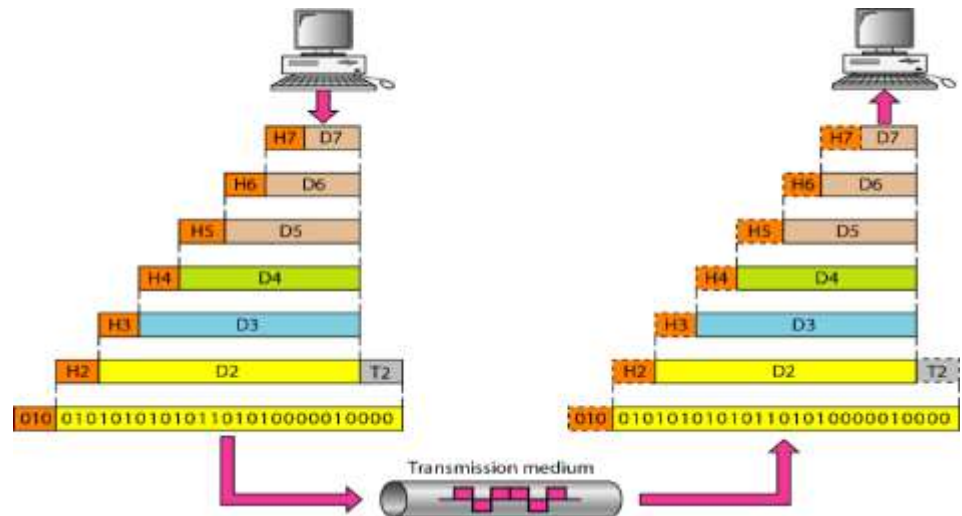 H7 D7 H7 D7
H6 D6 H6 D6
H5 D5 H5 D5
H4 D4 H4 D4
H3 D3 H3 D3
H2 D2 T2 H2 D2 T2
010 010101010101101010000010000 010 010101010101101010000010000
Transmission medium